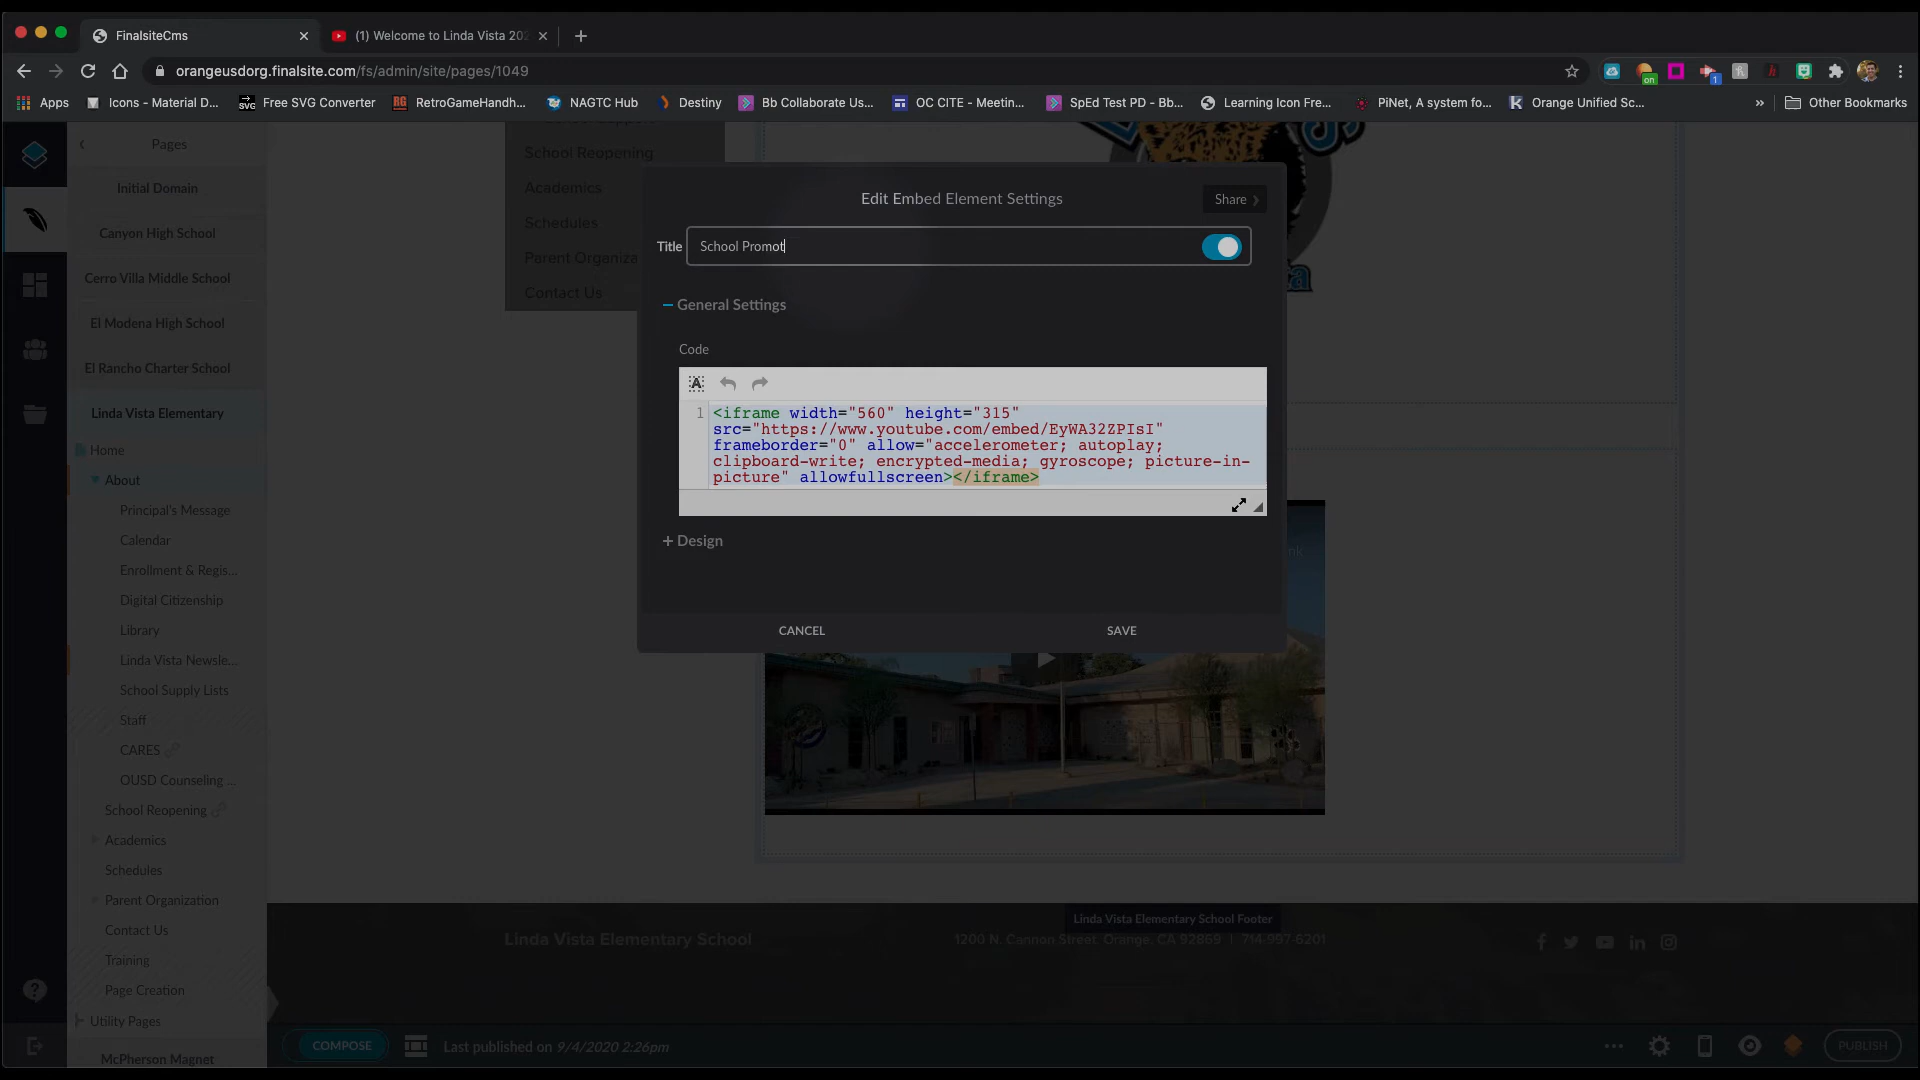 FinalsiteCms
(1) Welcome to Linda Vista 202
orangeusdorg.finalsite.com/fs/admin/site/pages/1049
on
1
Apps
Icons - Material D...
SVG
Free SVG Converter
RG
RetroGameHandh...
NAGTC Hub
Destiny
Bb Collaborate Us...
OC CITE - Meetin...
SpEd Test PD - Bb...
Learning Icon Fre...
PiNet, A system fo...
Orange Unified Sc...
»
Other Bookmarks
Pages
Initial Domain
Canyon High School
Cerro Villa Middle School
El Modena High School
El Rancho Charter School
Linda Vista Elementary
Home
About
Principal's Message
Calendar
Enrollment & Regis...
Digital Citizenship
Library
Linda Vista Newsle...
School Supply Lists
Staff
CARES
OUSD Counseling ...
School Reopening
Academics
Schedules
Parent Organization
Contact Us
Training
Page Creation
Utility Pages
McPherson Magnet
School Reopening
Academics
Schedules
Parent Organiza
Contact Us
Edit Embed Element Settings
Share
Title
School Promot
General Settings
Code
A
1
<iframe width="560" height="315"
src="https://www.youtube.com/embed/EyWA32ZPIsI"
frameborder="0" allow="accelerometer; autoplay;
clipboard-write; encrypted-media; gyroscope; picture-in-
picture" allowfullscreen></iframe>
+ Design
CANCEL
SAVE
Linda Vista Elementary School Footer
Linda Vista Elementary School
1200 N. Cannon Street, Orange, CA 92869 | 714-997-6201
COMPOSE
Last published on 9/4/2020 2:26pm
PUBLISH